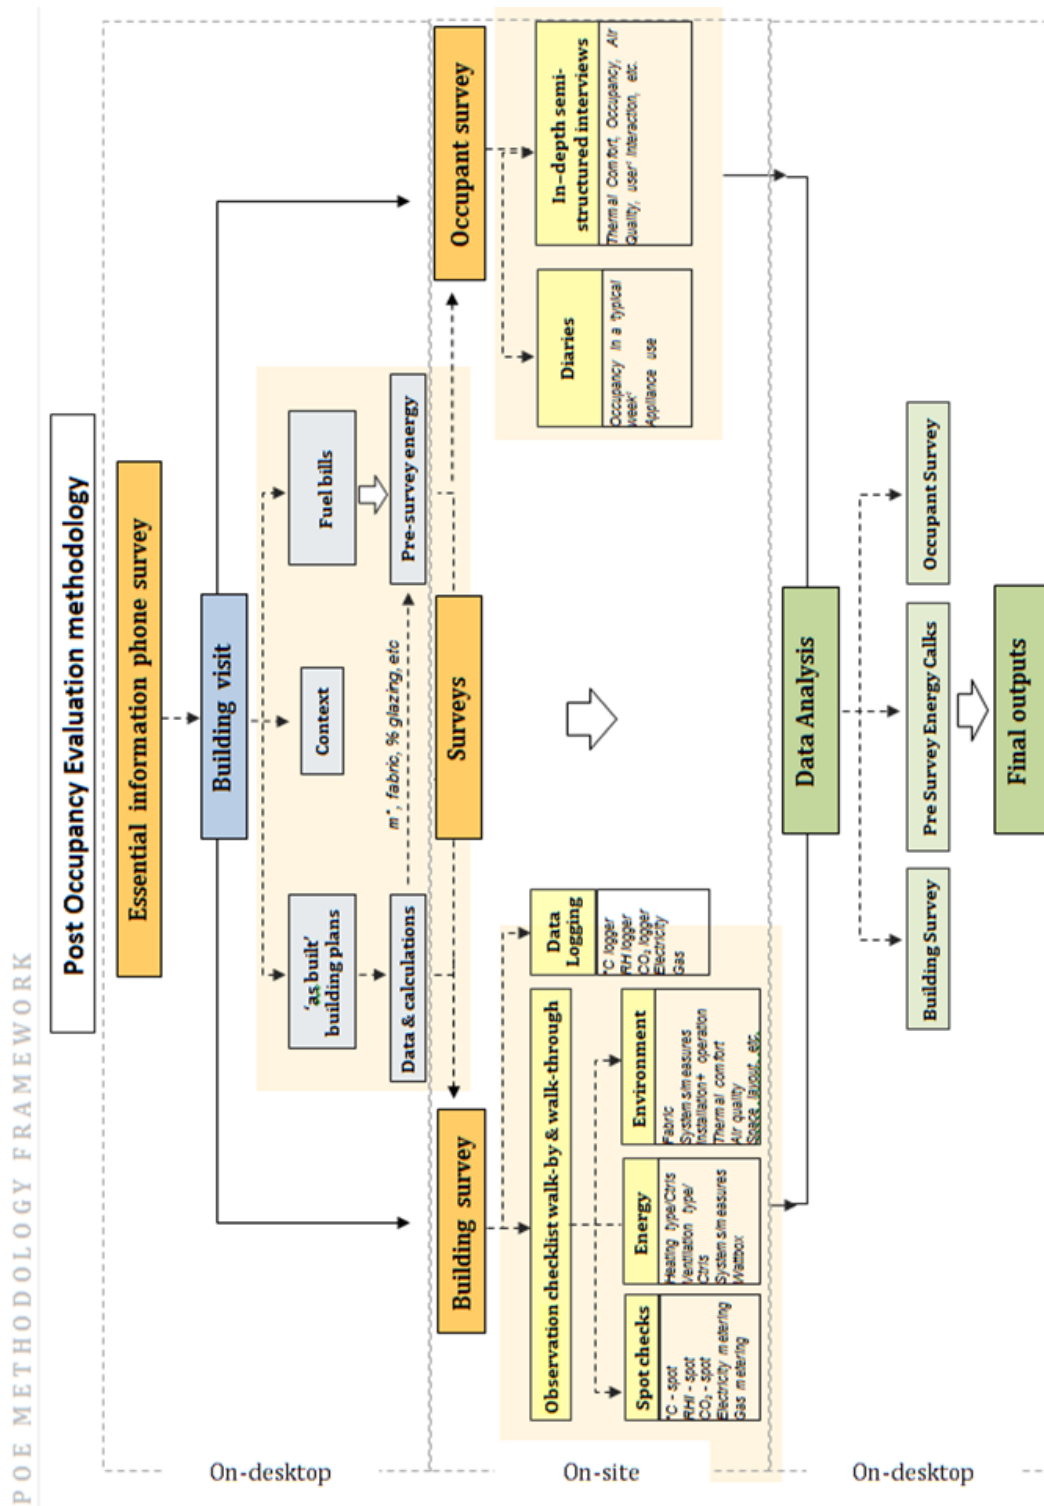 POE METHODOLOGY FRAMEWORK
Post Occupancy Evaluation methodology
Essential information phone survey
Building visit
'as built'
building plans
Context
Fuel bills
Data & calculations
m², fabric, % glazing, etc
Pre-survey energy
On-desktop
Building survey
Surveys
Occupant survey
Observation checklist walk-by & walk-through
Data
Logging
°C logger
RH logger
CO₂ logger
Electricity
Gas
Spot checks
°C - spot
RHI - spot
CO₂ - spot
Electricity metering
Gas metering
Energy
Heating type/Ctrls
Ventilation type/
Ctrls
Systems/measures
Wattbox
Environment
Fabric
Systems/measures
Installation+ operation
Thermal comfort
Air quality
Space layout, etc.
Diaries
Occupancy in a 'typical
week'
Appliance use
In-depth semi-
structured interviews
Thermal Comfort, Occupancy, Air
Quality, user' interaction, etc.
On-site
Data Analysis
Building Survey
Pre Survey Energy Calks
Occupant Survey
Final outputs
On-desktop